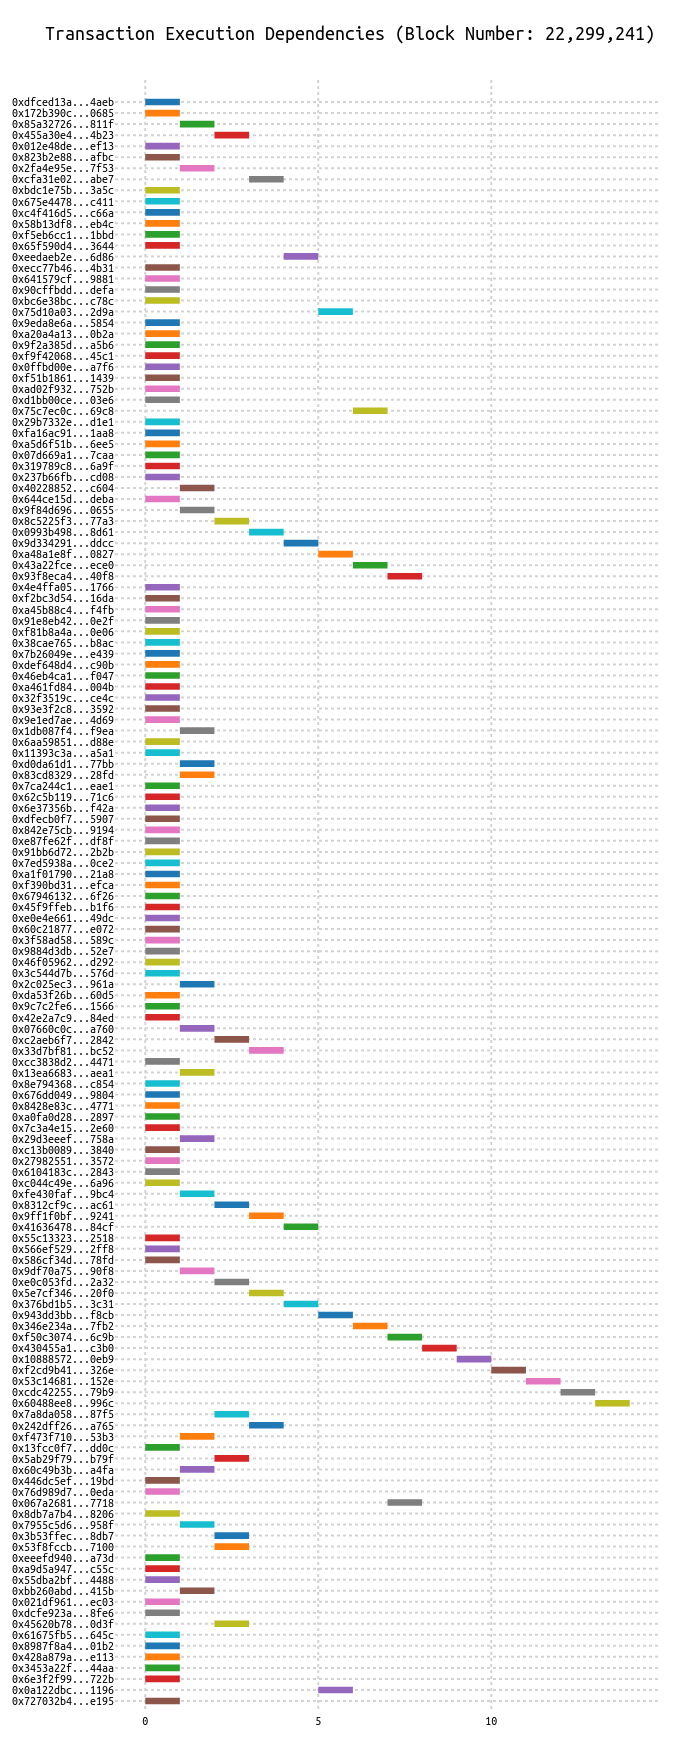 Transaction Execution Dependencies (Block Number: 22,299,241)
0xdfced13a...4aeb
0x172b390c...0685
0x85a32726...811f
0x455a30e4...4b23
0x012e48de...ef13
0x823b2e88...afbc
0x2fa4e95e...7f53
0xcfa31e02...abe7
0xbdc1e75b...3a5c
0x675e4478...c411
0xc4f416d5...c66a
0x58b13df8...eb4c
0xf5eb6cc1...1bbd
0x65f590d4...3644
0xeedaeb2e...6d86
0xecc77b46...4b31
0x641579cf...9881
0x90cffbdd...defa
0xbc6e38bc...c78c
0x75d10a03...2d9a
0x9eda8e6a...5854
0xa20a4a13...0b2a
0x9f2a385d...a5b6
0xf9f42068...45c1
0x0ffbd00e...a7f6
0xf51b1861...1439
0xad02f932...752b
0xd1bb00ce...03e6
0x75c7ec0c...69c8
0x29b7332e...d1e1
0xfa16ac91...1aa8
0xa5d6f51b...6ee5
0x07d669a1...7caa
0x319789c8...6a9f
0x237b66fb...cd08
0x40228852...c604
0x644ce15d...deba
0x9f84d696...0655
0x8c5225f3...77a3
0x0993b498...8d61
0x9d334291...ddcc
0xa48a1e8f...0827
0x43a22fce...ece0
0x93f8eca4...40f8
0x4e4ffa05...1766
0xf2bc3d54...16da
0xa45b88c4...f4fb
0x91e8eb42...0e2f
0xf81b8a4a...0e06
0x38cae765...b8ac
0x7b26049e...e439
0xdef648d4...c90b
0x46eb4ca1...f047
0xa461fd84...004b
0x32f3519c...ce4c
0x93e3f2c8...3592
0x9e1ed7ae...4d69
0x1db087f4...f9ea
0x6aa59851...d88e
0x11393c3a...a5a1
0xd0da61d1...77bb
0x83cd8329...28fd
0x7ca244c1...eae1
0x62c5b119...71c6
0x6e37356b...f42a
0xdfecb0f7...5907
0x842e75cb...9194
0xe87fe62f...df8f
0x91bb6d72...2b2b
0x7ed5938a...0ce2
0xa1f01790...21a8
0xf390bd31...efca
0x67946132...6f26
0x45f9ffeb...b1f6
0xe0e4e661...49dc
0x60c21877...e072
0x3f58ad58...589c
0x9884d3db...52e7
0x46f05962...d292
0x3c544d7b...576d
0x2c025ec3...961a
0xda53f26b...60d5
0x9c7c2fe6...1566
0x42e2a7c9...84ed
0x07660c0c...a760
0xc2aeb6f7...2842
0x33d7bf81...bc52
0xcc3838d2...4471
0x13ea6683...aea1
0x8e794368...c854
0x676dd049...9804
0x8428e83c...4771
0xa0fa0d28...2897
0x7c3a4e15...2e60
0x29d3eeef...758a
0xc13b0089...3840
0x27982551...3572
0x6104183c...2843
0xc044c49e...6a96
0xfe430faf...9bc4
0x8312cf9c...ac61
0x9ff1f0bf...9241
0x41636478...84cf
0x55c13323...2518
0x566ef529...2ff8
0x586cf34d...78fd
0x9df70a75...90f8
0xe0c053fd...2a32
0x5e7cf346...20f0
0x376bd1b5...3c31
0x943dd3bb...f8cb
0x346e234a...7fb2
0xf50c3074...6c9b
0x430455a1...c3b0
0x10888572...0eb9
0xf2cd9b41...326e
0x53c14681...152e
0xcdc42255...79b9
0x60488ee8...996c
0x7a8da058...87f5
0x242dff26...a765
0xf473f710...53b3
0x13fcc0f7...dd0c
0x5ab29f79...b79f
0x60c49b3b...a4fa
0x446dc5ef...19bd
0x76d989d7...0eda
0x067a2681...7718
0x8db7a7b4...8206
0x7955c5d6...958f
0x3b53ffec...8db7
0x53f8fccb...7100
0xeeefd940...a73d
0xa9d5a947...c55c
0x55dba2bf...4488
0xbb260abd...415b
0x021df961...ec03
0xdcfe923a...8fe6
0x45620b78...0d3f
0x61675fb5...645c
0x8987f8a4...01b2
0x428a879a...e113
0x3453a22f...44aa
0x6e3f2f99...722b
0x0a122dbc...1196
0x727032b4...e195
0 5 10